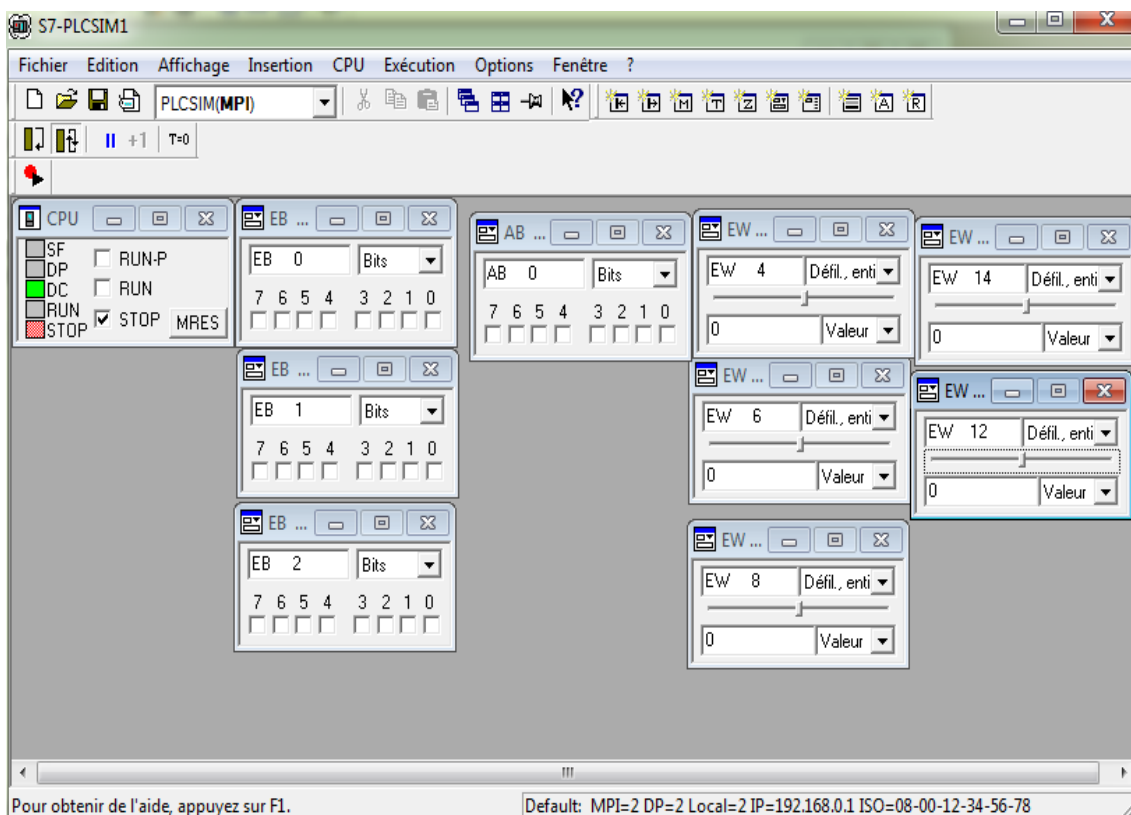 S7-PLCSIM1
Fichier Edition Affichage Insertion CPU Exécution Options Fenêtre ?
PLCSIM(MPI)
+1 T=0
CPU
SF
DP
DC
RUN
STOP
RUN-P
RUN
STOP
MRES
EB ...
EB 0 Bits
7 6 5 4 3 2 1 0
EB ...
EB 1 Bits
7 6 5 4 3 2 1 0
EB ...
EB 2 Bits
7 6 5 4 3 2 1 0
AB ...
AB 0 Bits
7 6 5 4 3 2 1 0
EW ...
EW 4 Défil., enti
0 Valeur
EW ...
EW 6 Défil., enti
0 Valeur
EW ...
EW 8 Défil., enti
0 Valeur
EW ...
EW 14 Défil., enti
0 Valeur
EW ...
EW 12 Défil., enti
0 Valeur
Pour obtenir de l'aide, appuyez sur F1.
Default: MPI=2 DP=2 Local=2 IP=192.168.0.1 ISO=08-00-12-34-56-78